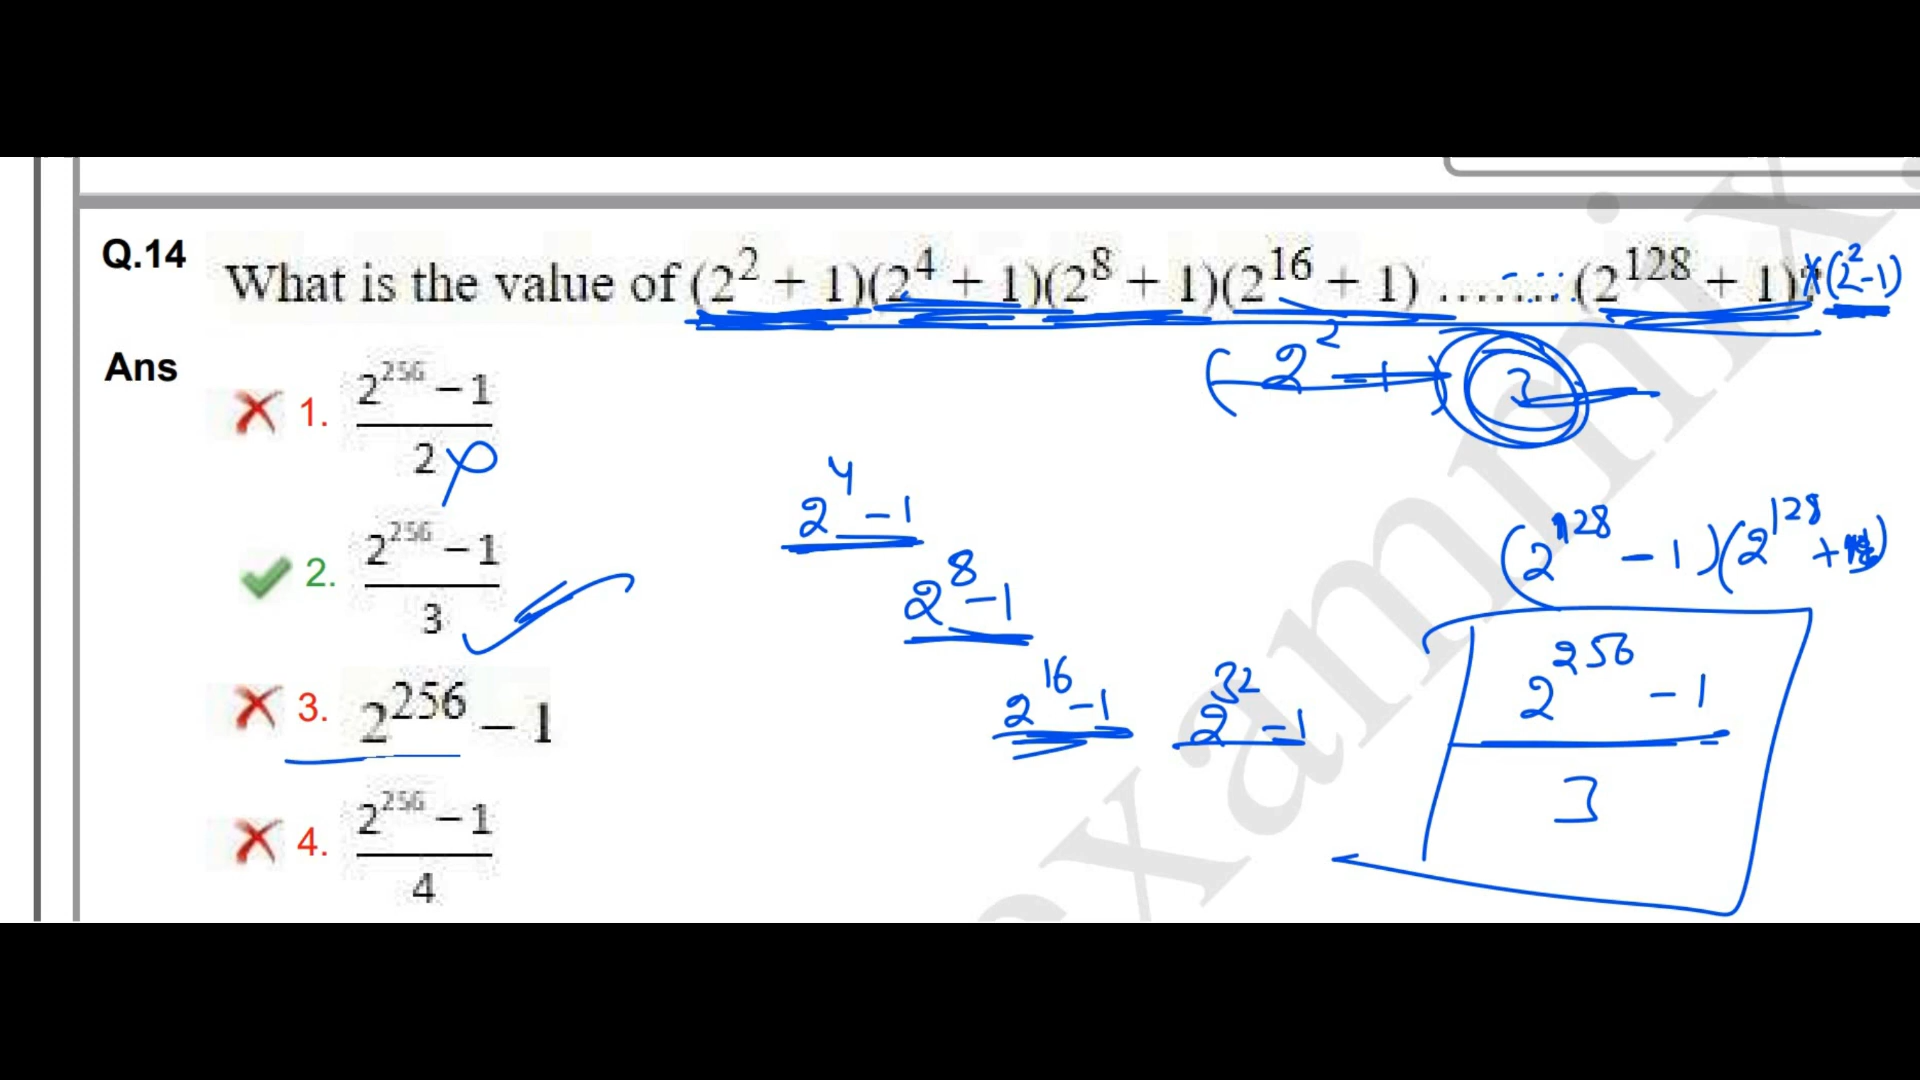 Q.14 What is the value of (2² + 1)(2⁴ + 1)(2⁸ + 1)(2¹⁶ + 1) ........(2¹²⁸ + 1)? ×(2²-1)
(2² - 1) 3
Ans
1. (2²⁵⁶ − 1)/2
2⁴ - 1
(2¹²⁸ - 1)(2¹²⁸ +
2. (2²⁵⁶ − 1)/3
2⁸ - 1
3. 2²⁵⁶ − 1
2¹⁶ - 1 2³² - 1
(2²⁵⁶ - 1)/3
4. (2²⁵⁶ − 1)/4
exammix.